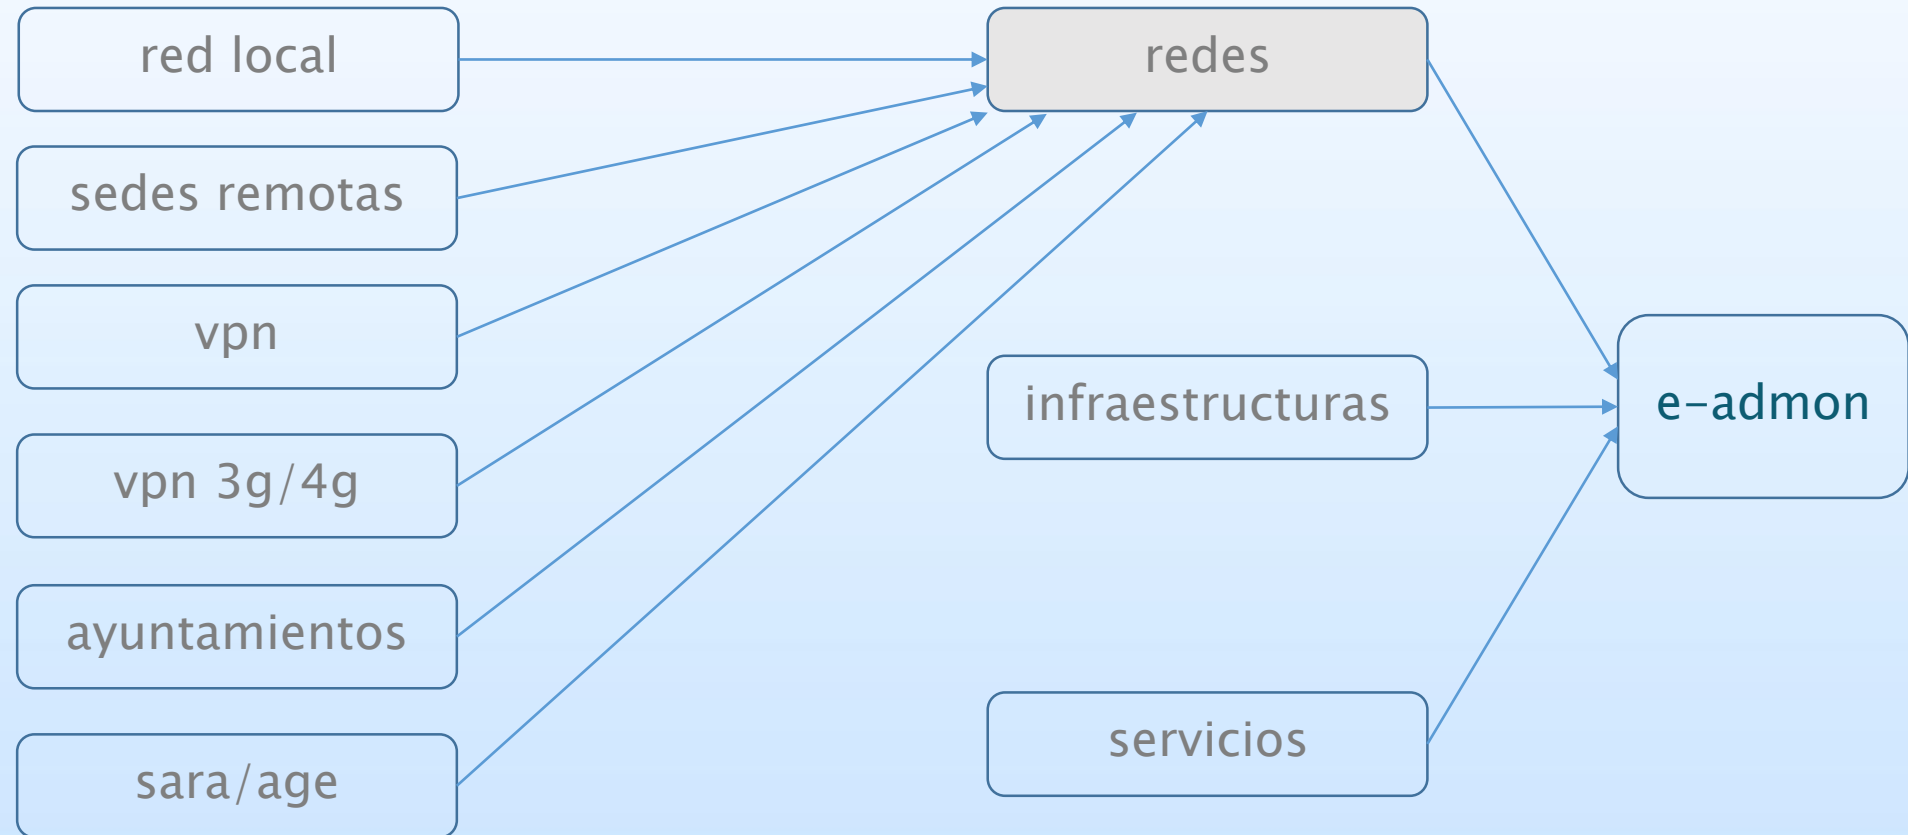 red local
sedes remotas
vpn
vpn 3g/4g
ayuntamientos
sara/age
redes
infraestructuras
servicios
e-admon